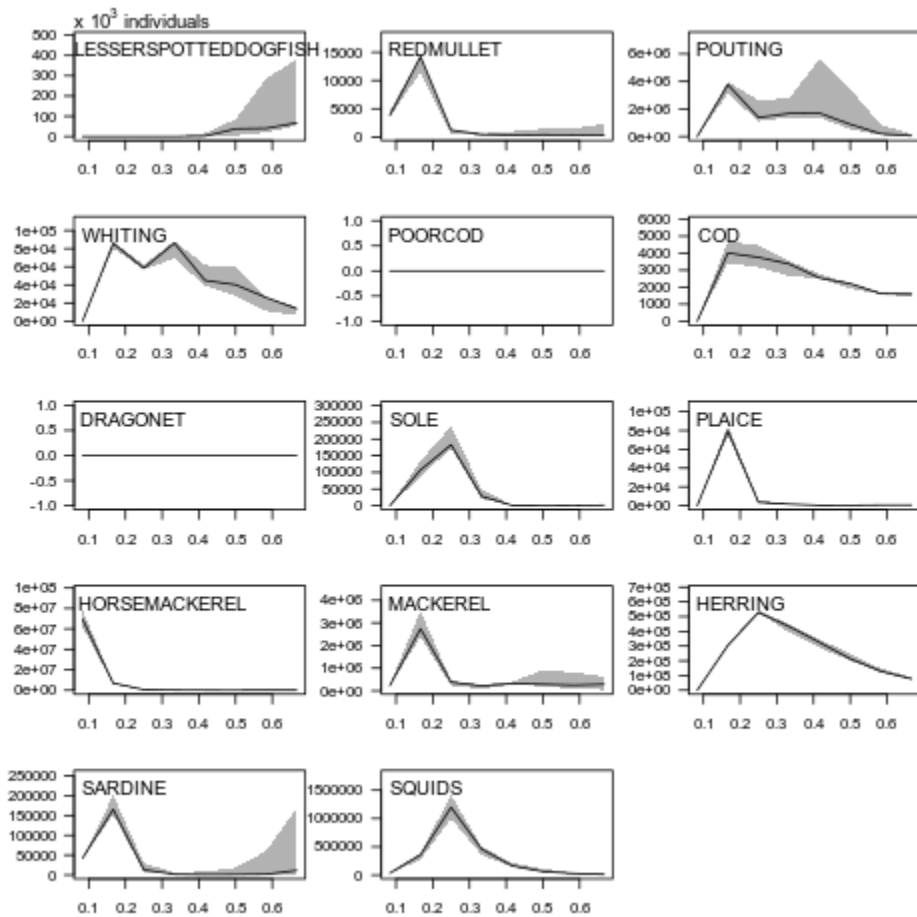 x 10³ individuals
LESSERSPOTTEDDOGFISH
500
400
300
200
100
0
0.1 0.2 0.3 0.4 0.5 0.6
REDMULLET
15000
10000
5000
0
0.1 0.2 0.3 0.4 0.5 0.6
POUTING
6e+06
4e+06
2e+06
0e+00
0.1 0.2 0.3 0.4 0.5 0.6
WHITING
1e+05
8e+04
6e+04
4e+04
2e+04
0e+00
0.1 0.2 0.3 0.4 0.5 0.6
POORCOD
1.0
0.5
0.0
-0.5
-1.0
0.1 0.2 0.3 0.4 0.5 0.6
COD
6000
5000
4000
3000
2000
1000
0
0.1 0.2 0.3 0.4 0.5 0.6
DRAGONET
1.0
0.5
0.0
-0.5
-1.0
0.1 0.2 0.3 0.4 0.5 0.6
SOLE
300000
250000
200000
150000
100000
50000
0
0.1 0.2 0.3 0.4 0.5 0.6
PLAICE
1e+05
8e+04
6e+04
4e+04
2e+04
0e+00
0.1 0.2 0.3 0.4 0.5 0.6
HORSEMACKEREL
1e+08
8e+07
6e+07
4e+07
2e+07
0e+00
0.1 0.2 0.3 0.4 0.5 0.6
MACKEREL
4e+06
3e+06
2e+06
1e+06
0e+00
0.1 0.2 0.3 0.4 0.5 0.6
HERRING
7e+05
6e+05
5e+05
4e+05
3e+05
2e+05
1e+05
0e+00
0.1 0.2 0.3 0.4 0.5 0.6
SARDINE
250000
200000
150000
100000
50000
0
0.1 0.2 0.3 0.4 0.5 0.6
SQUIDS
1500000
1000000
500000
0
0.1 0.2 0.3 0.4 0.5 0.6